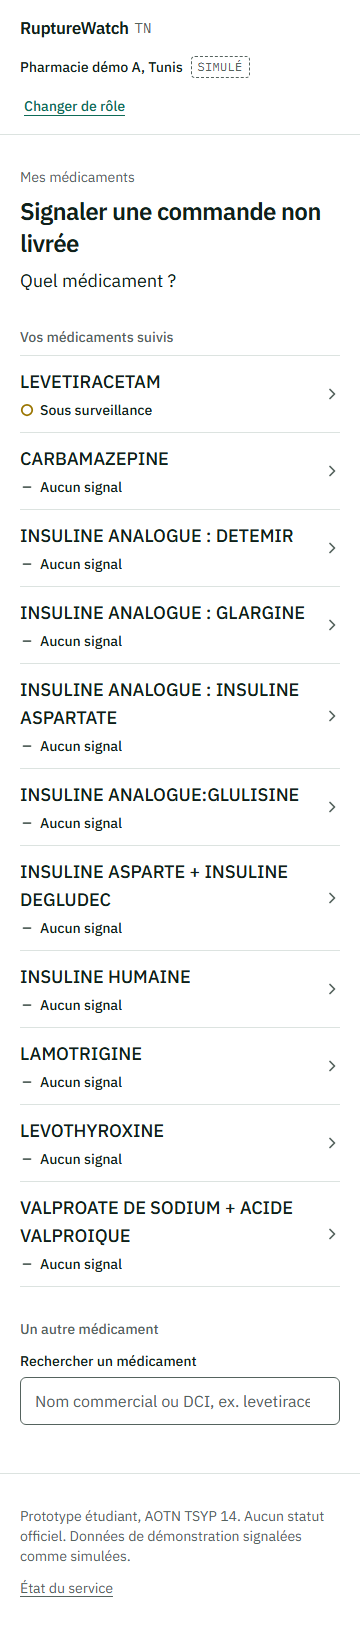 RuptureWatch TN
Pharmacie démo A, Tunis SIMULÉ
Changer de rôle
Mes médicaments
Signaler une commande non
livrée
Quel médicament ?
Vos médicaments suivis
LEVETIRACETAM
Sous surveillance
CARBAMAZEPINE
– Aucun signal
INSULINE ANALOGUE : DETEMIR
– Aucun signal
INSULINE ANALOGUE : GLARGINE
– Aucun signal
INSULINE ANALOGUE : INSULINE
ASPARTATE
– Aucun signal
INSULINE ANALOGUE:GLULISINE
– Aucun signal
INSULINE ASPARTE + INSULINE
DEGLUDEC
– Aucun signal
INSULINE HUMAINE
– Aucun signal
LAMOTRIGINE
– Aucun signal
LEVOTHYROXINE
– Aucun signal
VALPROATE DE SODIUM + ACIDE
VALPROIQUE
– Aucun signal
Un autre médicament
Rechercher un médicament
Nom commercial ou DCI, ex. levetirace
Prototype étudiant, AOTN TSYP 14. Aucun statut
officiel. Données de démonstration signalées
comme simulées.
État du service